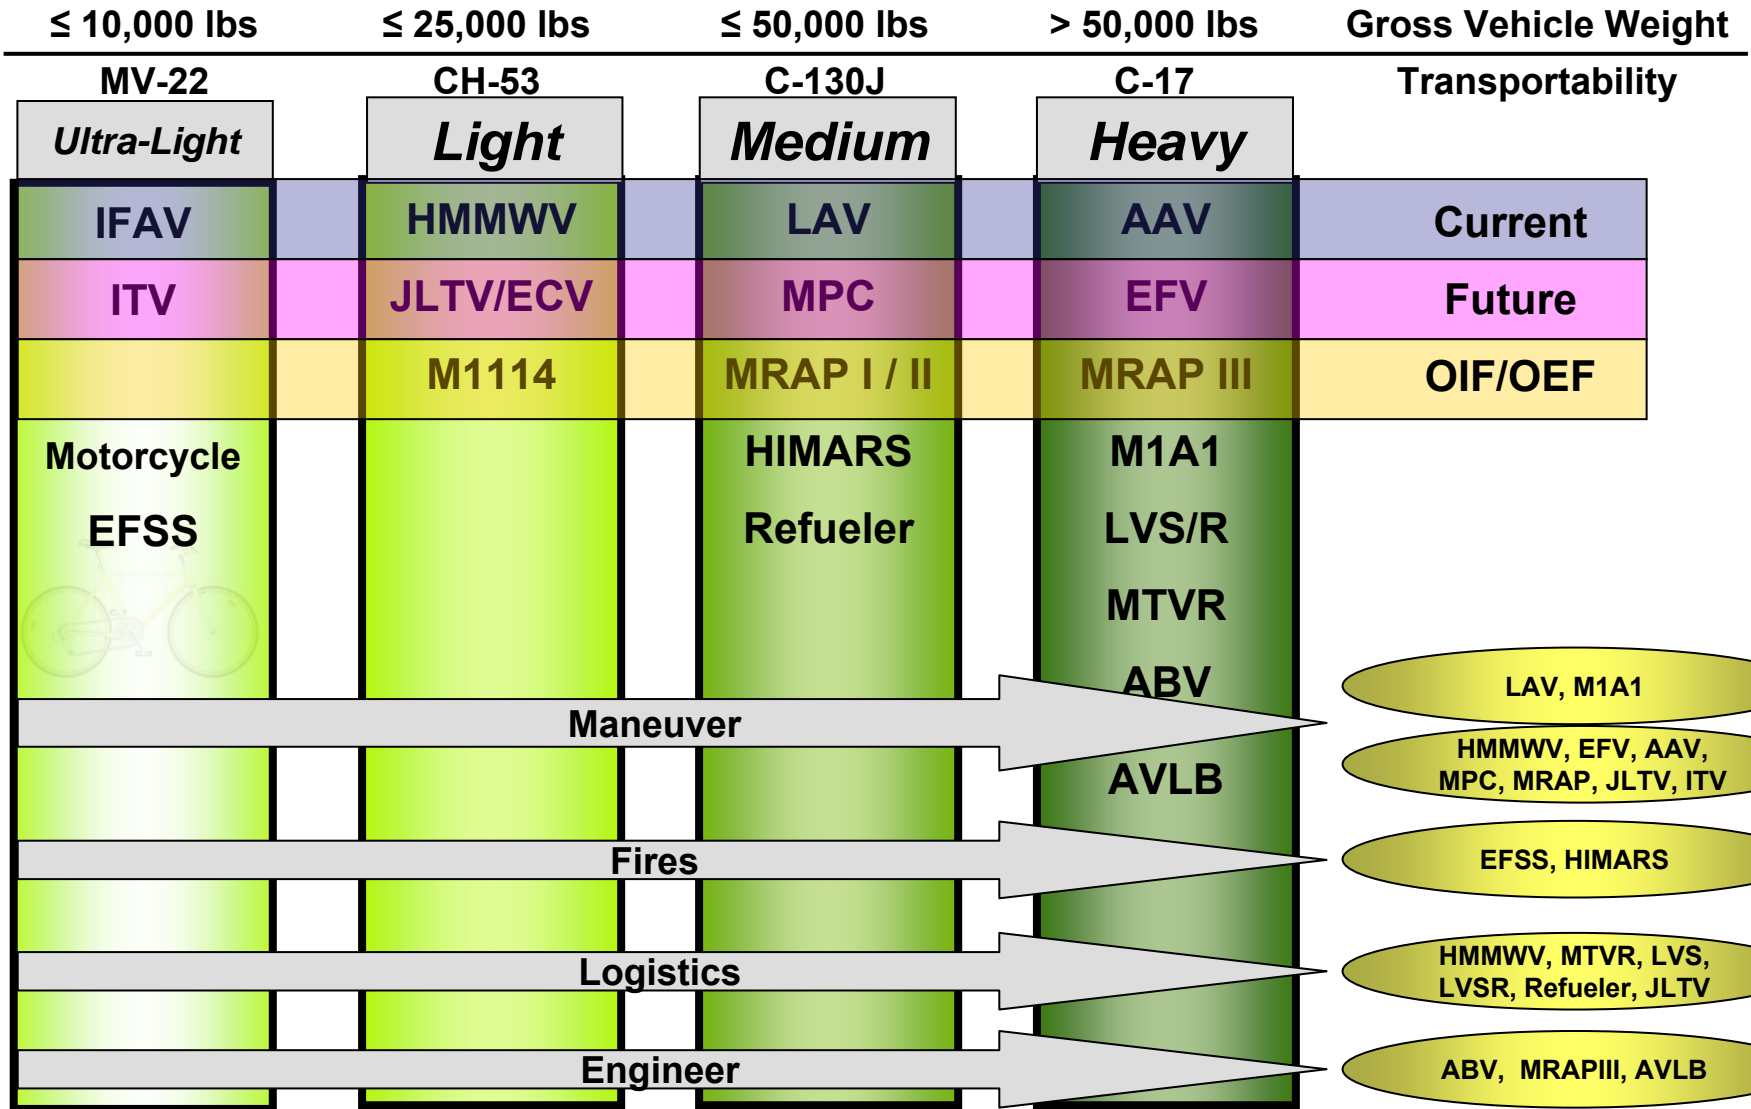 ≤ 10,000 lbs ≤ 25,000 lbs ≤ 50,000 lbs > 50,000 lbs Gross Vehicle Weight
MV-22 CH-53 C-130J C-17 Transportability
Ultra-Light Light Medium Heavy
IFAV HMMWV LAV AAV Current
ITV JLTV/ECV MPC EFV Future
M1114 MRAP I / II MRAP III OIF/OEF
Motorcycle HIMARS M1A1
EFSS Refueler LVS/R
MTVR
ABV
LAV, M1A1
Maneuver
HMMWV, EFV, AAV,
MPC, MRAP, JLTV, ITV
AVLB
Fires
EFSS, HIMARS
Logistics
HMMWV, MTVR, LVS,
LVSR, Refueler, JLTV
Engineer
ABV, MRAPIII, AVLB